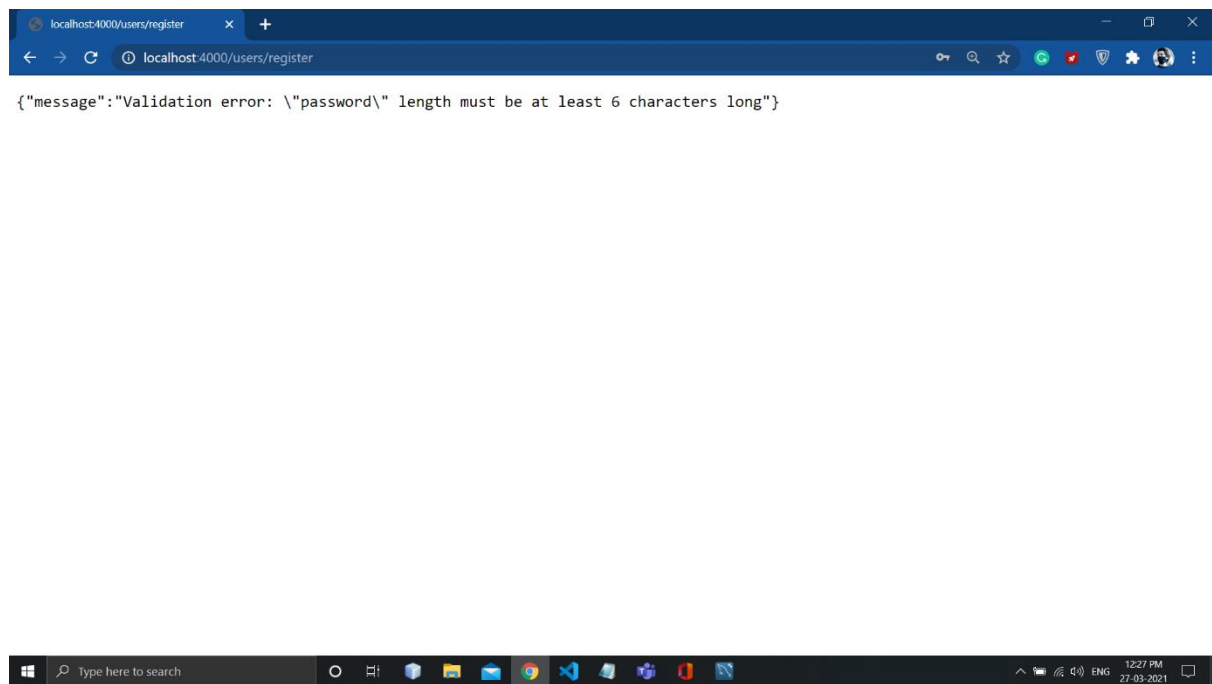 localhost:4000/users/register
localhost:4000/users/register
{"message":"Validation error: \"password\" length must be at least 6 characters long"}
Type here to search
ENG
12:27 PM
27-03-2021